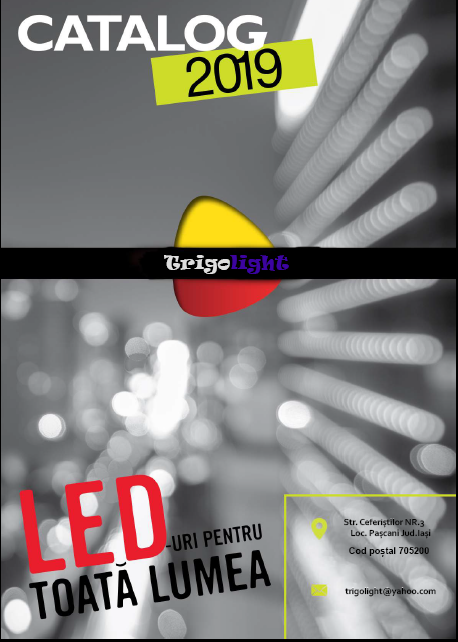 CATALOG
2019
Trigolight
LED-URI PENTRU
TOATĂ LUMEA
Str. Ceferiștilor NR.3
Loc. Pașcani Jud.Iași
Cod poștal 705200
trigolight@yahoo.com